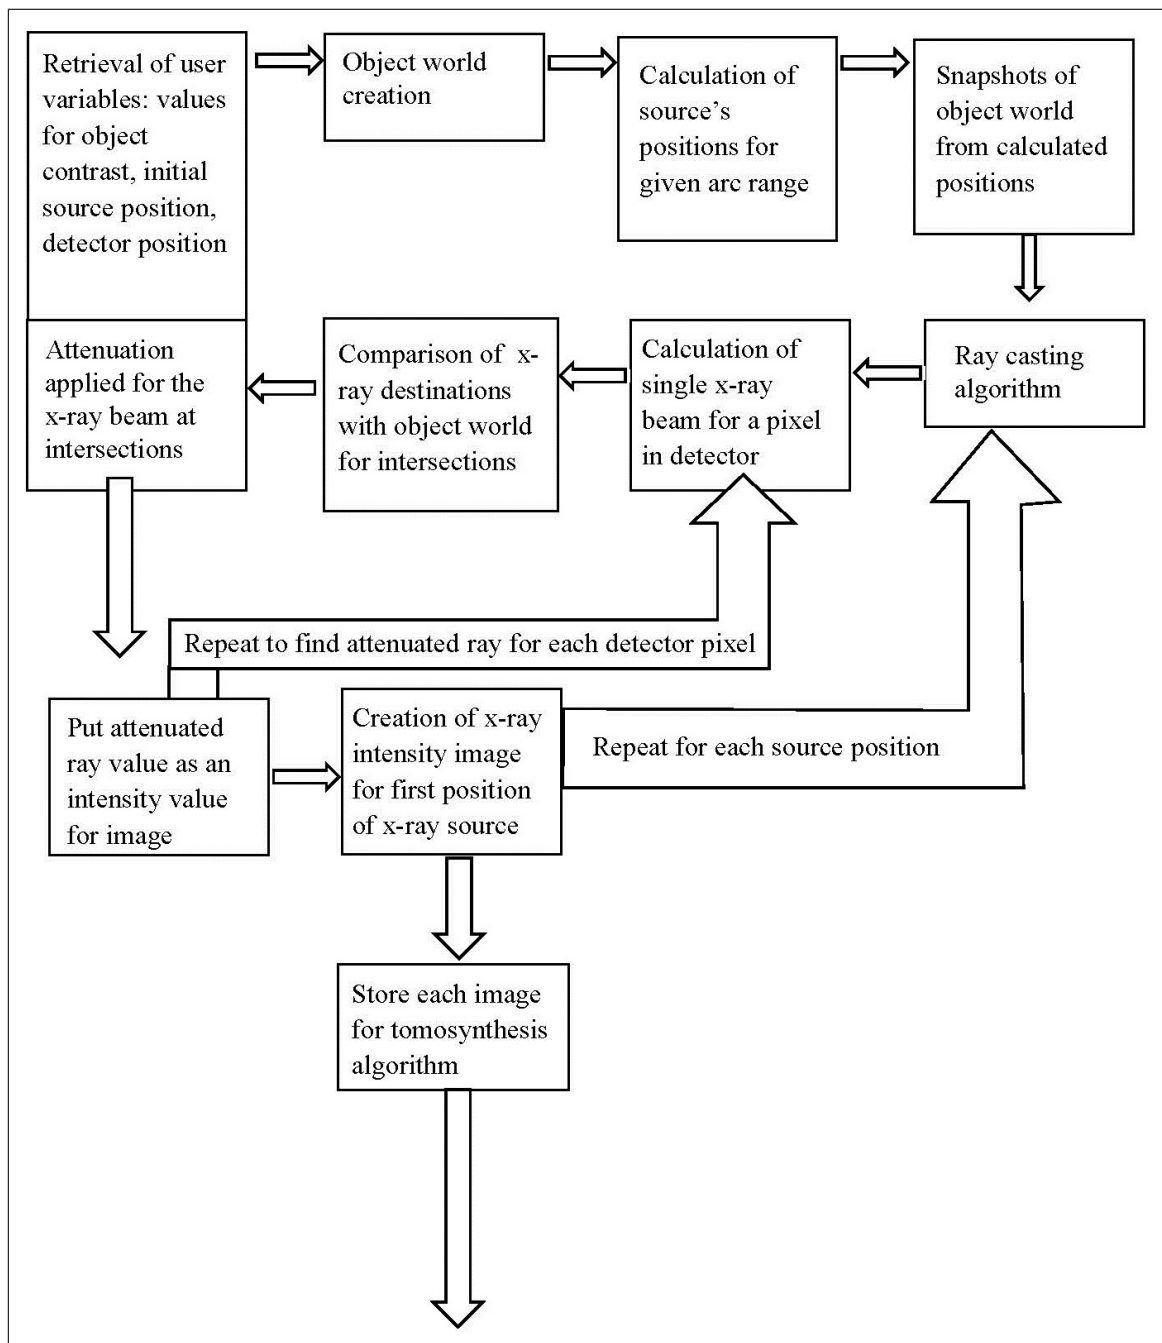 Retrieval of user
variables: values
for object
contrast, initial
source position,
detector position
Object world
creation
Calculation of
source's
positions for
given arc range
Snapshots of
object world
from calculated
positions
Ray casting
algorithm
Calculation of
single x-ray
beam for a pixel
in detector
Comparison of x-
ray destinations
with object world
for intersections
Attenuation
applied for the
x-ray beam at
intersections
Repeat to find attenuated ray for each detector pixel
Put attenuated
ray value as an
intensity value
for image
Creation of x-ray
intensity image
for first position
of x-ray source
Repeat for each source position
Store each image
for tomosynthesis
algorithm